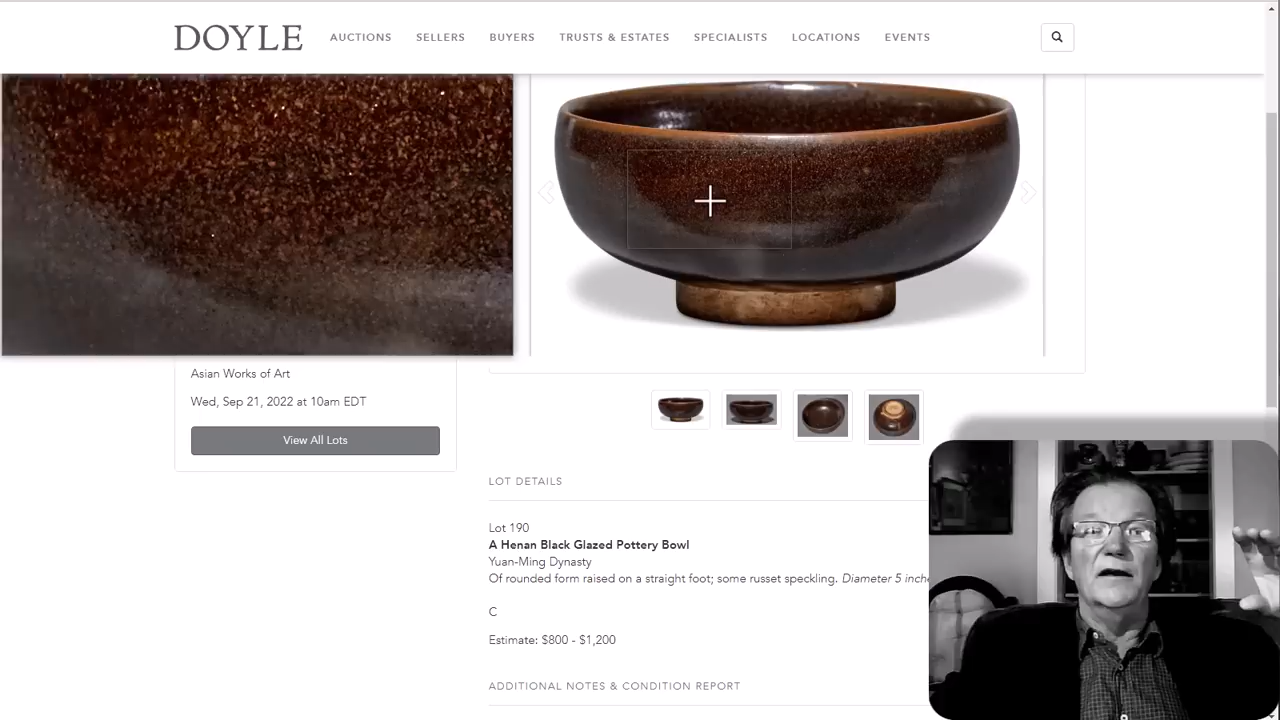 DOYLE
AUCTIONS SELLERS BUYERS TRUSTS & ESTATES SPECIALISTS LOCATIONS EVENTS
Asian Works of Art
Wed, Sep 21, 2022 at 10am EDT
View All Lots
LOT DETAILS
Lot 190
A Henan Black Glazed Pottery Bowl
Yuan-Ming Dynasty
Of rounded form raised on a straight foot; some russet speckling. Diameter 5
C
Estimate: $800 - $1,200
ADDITIONAL NOTES & CONDITION REPORT